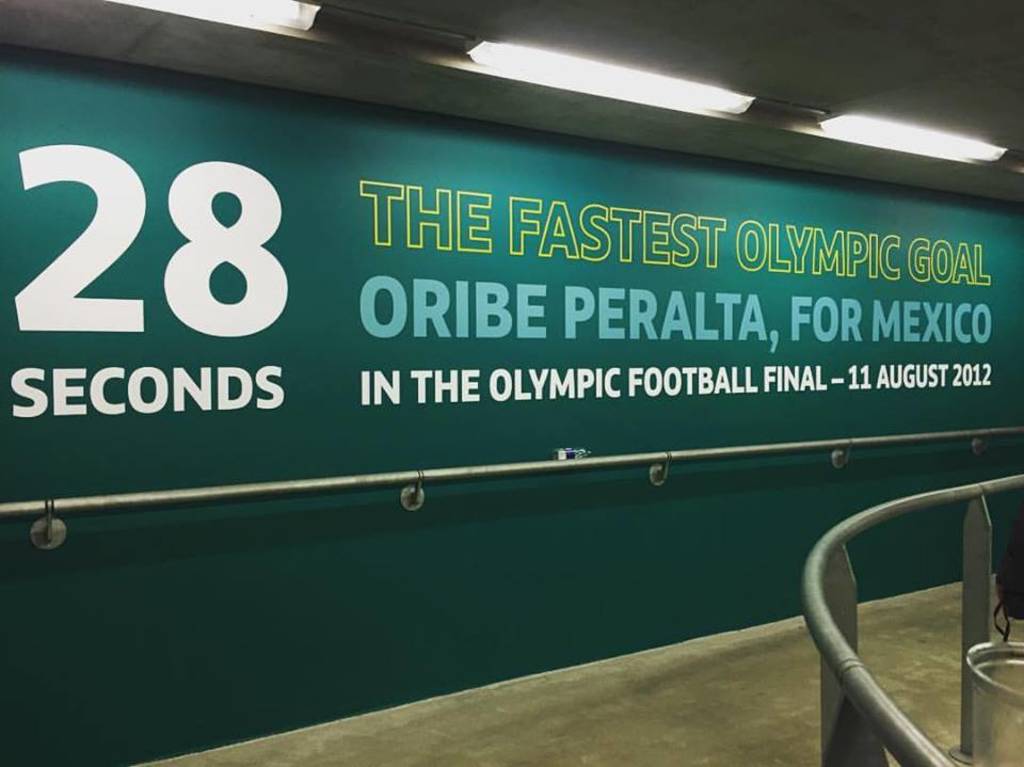 28
SECONDS
THE FASTEST OLYMPIC GOAL
ORIBE PERALTA, FOR MEXICO
IN THE OLYMPIC FOOTBALL FINAL – 11 AUGUST 2012